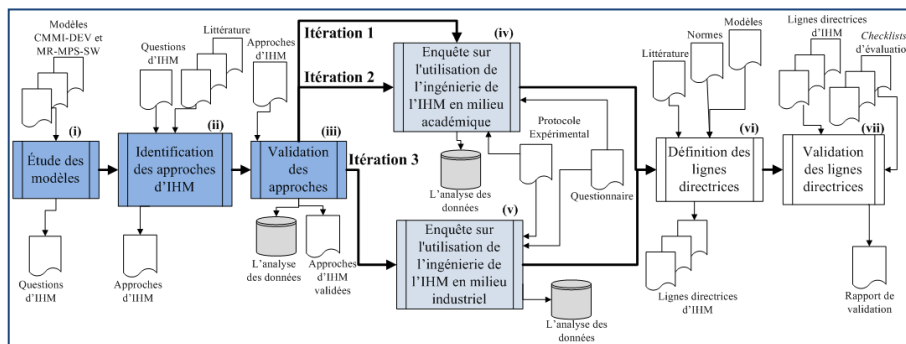 Modèles
CMMI-DEV et
MR-MPS-SW
(i)
Étude des
modèles
Questions
d'IHM
Questions
d'IHM
Littérature
(ii)
Identification
des approches
d'IHM
Approches
d'IHM
Approches
d'IHM
(iii)
Validation
des
approches
L'analyse
des données
Approches
d'IHM
validées
Itération 1
Itération 2
Itération 3
(iv)
Enquête sur
l'utilisation de
l'ingénierie de
l'IHM en milieu
académique
L'analyse des
données
Protocole
Expérimental
Questionnaire
(v)
Enquête sur
l'utilisation de
l'ingénierie de
l'IHM en milieu
industriel
L'analyse des
données
Littérature
Normes
Modèles
(vi)
Définition des
lignes
directrices
Lignes directrices
d'IHM
Lignes directrices
d'IHM
Checklists
d'évaluation
(vii)
Validation
des lignes
directrices
Rapport de
validation